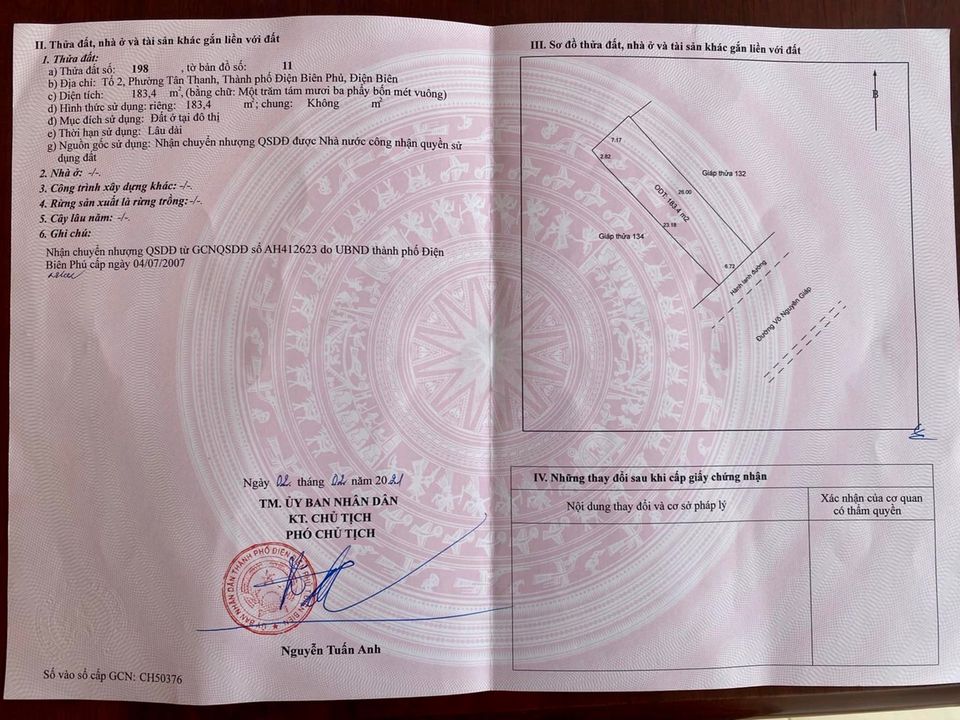 II. Thửa đất, nhà ở và tài sản khác gắn liền với đất
1. Thửa đất:
a) Thửa đất số: 198 , tờ bản đồ số: 11
b) Địa chỉ: Tổ 2, Phường Tân Thanh, Thành phố Điện Biên Phủ, Điện Biên
c) Diện tích: 183,4 m², (bằng chữ: Một trăm tám mươi ba phẩy bốn mét vuông)
d) Hình thức sử dụng: riêng: 183,4 m²; chung: Không m²
đ) Mục đích sử dụng: Đất ở tại đô thị
e) Thời hạn sử dụng: Lâu dài
g) Nguồn gốc sử dụng: Nhận chuyển nhượng QSDĐ được Nhà nước công nhận quyền sử
dụng đất
2. Nhà ở: -/-.
3. Công trình xây dựng khác: -/-.
4. Rừng sản xuất là rừng trồng: -/-.
5. Cây lâu năm: -/-.
6. Ghi chú:
Nhận chuyển nhượng QSDĐ từ GCNQSDĐ số AH412623 do UBND thành phố Điện
Biên Phủ cấp ngày 04/07/2007
Ngày 02. tháng 02 năm 2021
TM. ỦY BAN NHÂN DÂN
KT. CHỦ TỊCH
PHÓ CHỦ TỊCH
Nguyễn Tuấn Anh
Số vào sổ cấp GCN: CH50376
III. Sơ đồ thửa đất, nhà ở và tài sản khác gắn liền với đất
B
7.17
2.82
Giáp thửa 132
26.00
ODT- 183.4 m2
23.18
Giáp thửa 134
6.72
Hành lanh đường
Đường Võ Nguyên Giáp
IV. Những thay đổi sau khi cấp giấy chứng nhận
Nội dung thay đổi và cơ sở pháp lý
Xác nhận của cơ quan
có thẩm quyền